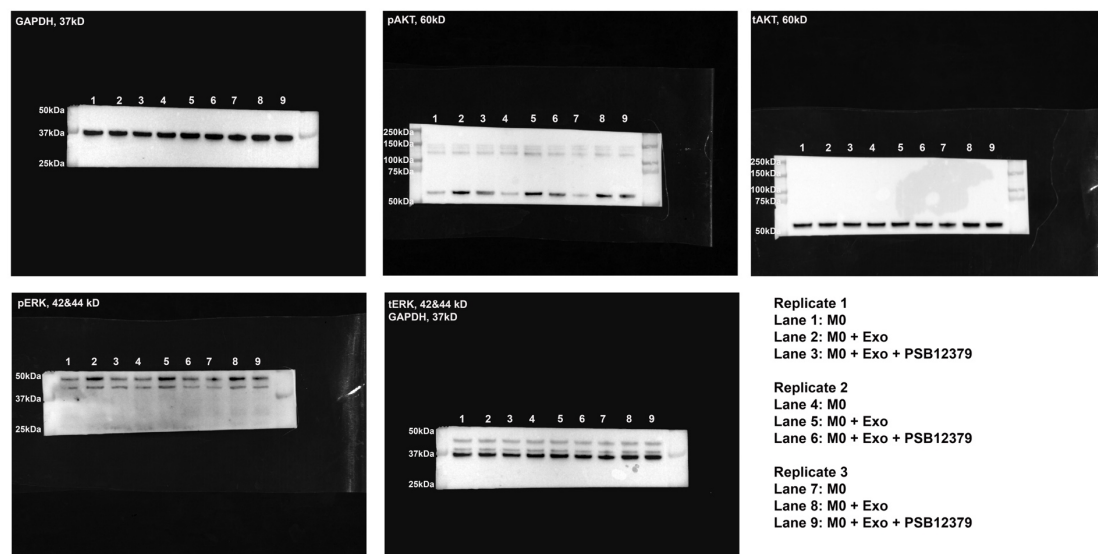 GAPDH, 37kD
1 2 3 4 5 6 7 8 9
50kDa
37kDa
25kDa
pAKT, 60kD
1 2 3 4 5 6 7 8 9
250kD
150kDa
100kDa
75kDa
50kDa
tAKT, 60kD
1 2 3 4 5 6 7 8 9
250kDa
150kDa
100kDa
75kDa
50kDa
pERK, 42&44 kD
1 2 3 4 5 6 7 8 9
50kDa
37kDa
25kDa
tERK, 42&44 kD
GAPDH, 37kD
1 2 3 4 5 6 7 8 9
50kDa
37kDa
25kDa
Replicate 1
Lane 1: M0
Lane 2: M0 + Exo
Lane 3: M0 + Exo + PSB12379
Replicate 2
Lane 4: M0
Lane 5: M0 + Exo
Lane 6: M0 + Exo + PSB12379
Replicate 3
Lane 7: M0
Lane 8: M0 + Exo
Lane 9: M0 + Exo + PSB12379